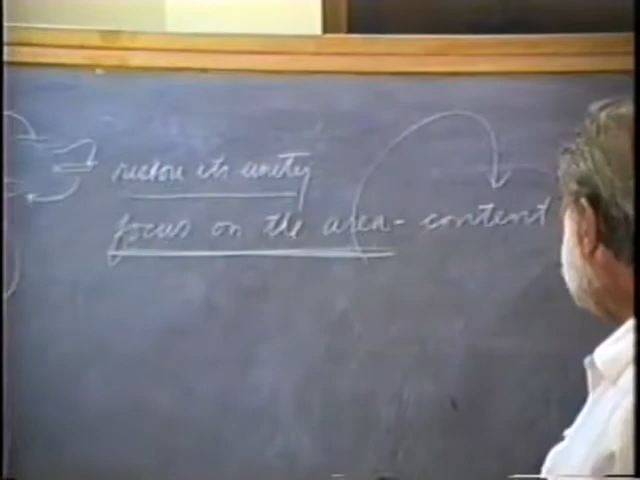 restore its unity
focus on the area - content